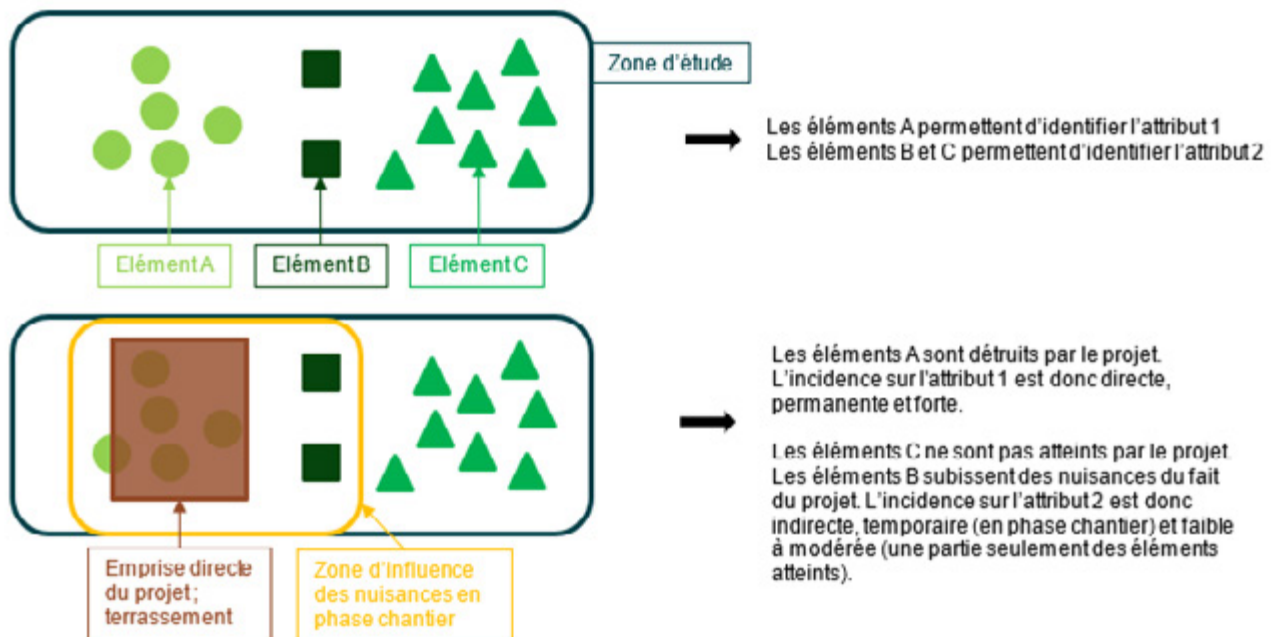 Zone d'étude
Les éléments A permettent d'identifier l'attribut 1
Les éléments B et C permettent d'identifier l'attribut 2
Elément A
Elément B
Elément C
Les éléments A sont détruits par le projet.
L'incidence sur l'attribut 1 est donc directe,
permanente et forte.
Les éléments C ne sont pas atteints par le projet.
Les éléments B subissent des nuisances du fait
du projet. L'incidence sur l'attribut 2 est donc
indirecte, temporaire (en phase chantier) et faible
à modérée (une partie seulement des éléments
atteints).
Emprise directe
du projet ;
terrassement
Zone d'influence
des nuisances en
phase chantier